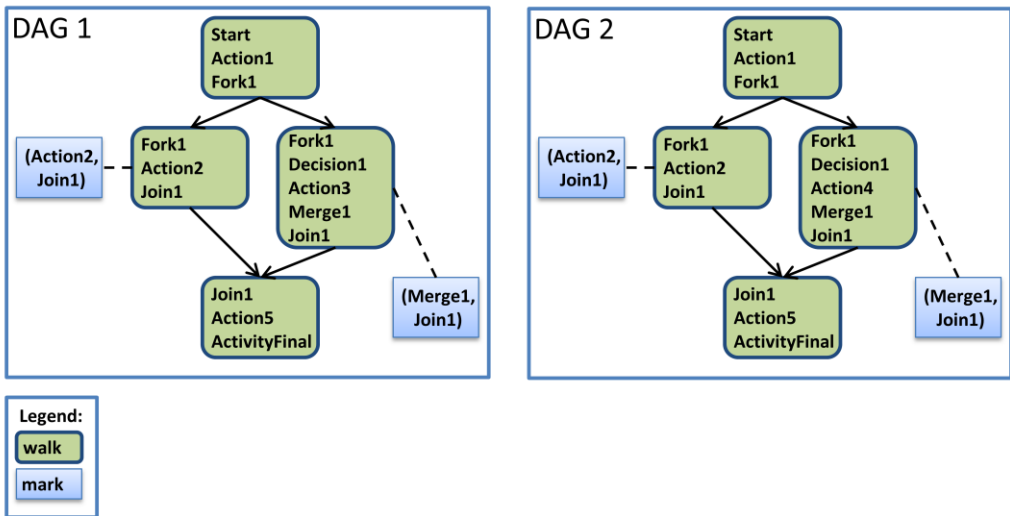 DAG 1
Start
Action1
Fork1
(Action2,
Join1)
Fork1
Action2
Join1
Fork1
Decision1
Action3
Merge1
Join1
Join1
Action5
ActivityFinal
(Merge1,
Join1)
DAG 2
Start
Action1
Fork1
(Action2,
Join1)
Fork1
Action2
Join1
Fork1
Decision1
Action4
Merge1
Join1
Join1
Action5
ActivityFinal
(Merge1,
Join1)
Legend:
walk
mark